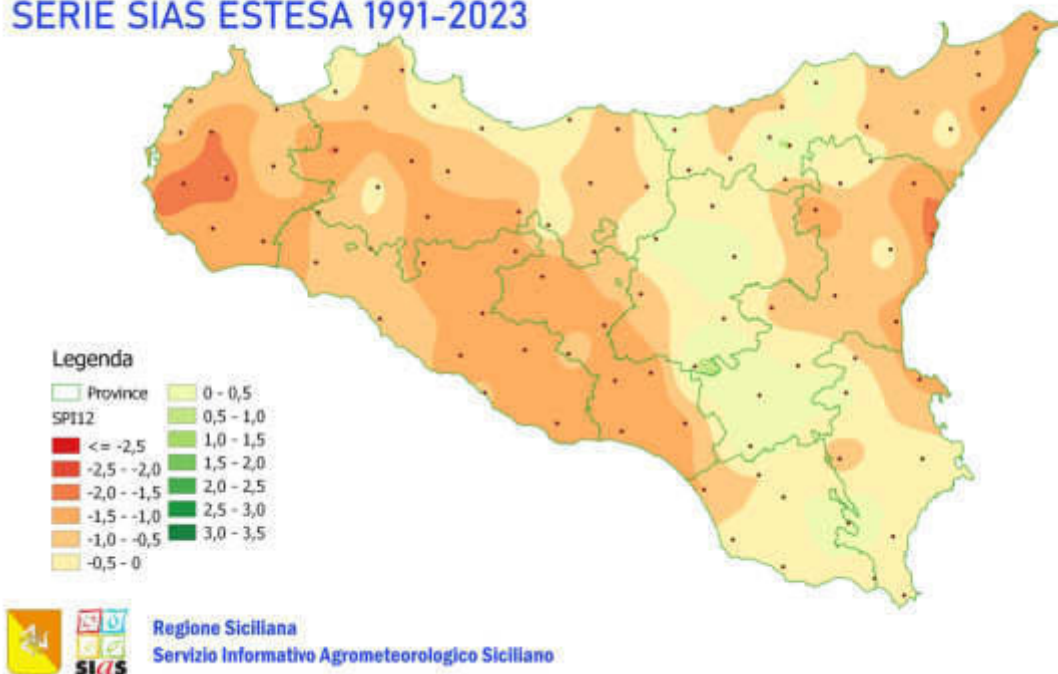 SERIE SIAS ESTESA 1991-2023
Legenda
Province
SPI12
<= -2,5
-2,5 - -2,0
-2,0 - -1,5
-1,5 - -1,0
-1,0 - -0,5
-0,5 - 0
0 - 0,5
0,5 - 1,0
1,0 - 1,5
1,5 - 2,0
2,0 - 2,5
2,5 - 3,0
3,0 - 3,5
SIAS
Regione Siciliana
Servizio Informativo Agrometeorologico Siciliano